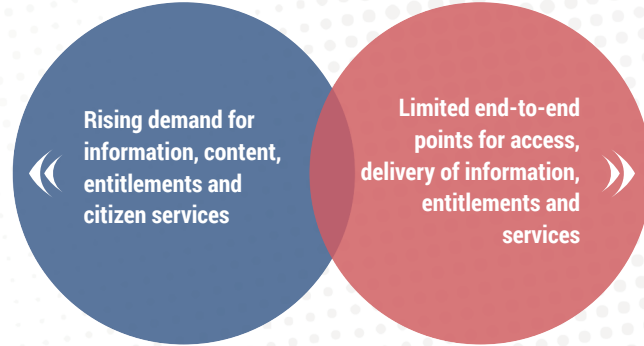 Rising demand for
information, content,
entitlements and
citizen services
Limited end-to-end
points for access,
delivery of information,
entitlements and
services